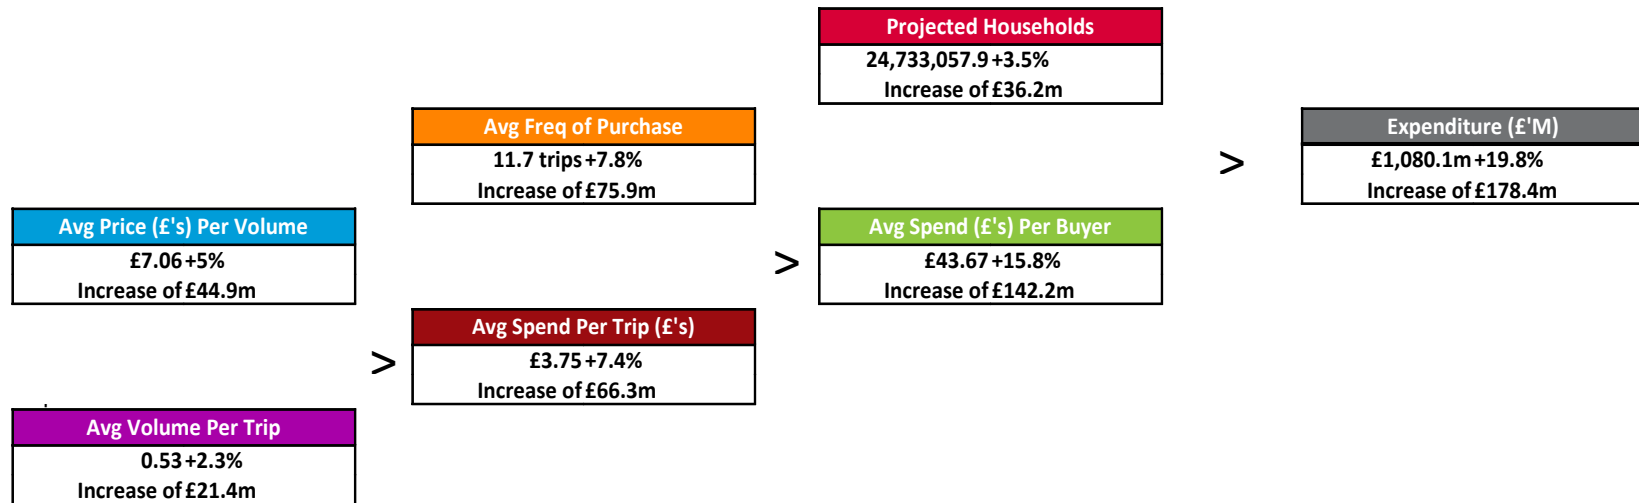 Projected Households
24,733,057.9 +3.5%
Increase of £36.2m
Avg Freq of Purchase
11.7 trips +7.8%
Increase of £75.9m
>
Expenditure (£'M)
£1,080.1m +19.8%
Increase of £178.4m
Avg Price (£'s) Per Volume
£7.06 +5%
Increase of £44.9m
>
Avg Spend (£'s) Per Buyer
£43.67 +15.8%
Increase of £142.2m
>
Avg Spend Per Trip (£'s)
£3.75 +7.4%
Increase of £66.3m
Avg Volume Per Trip
0.53 +2.3%
Increase of £21.4m